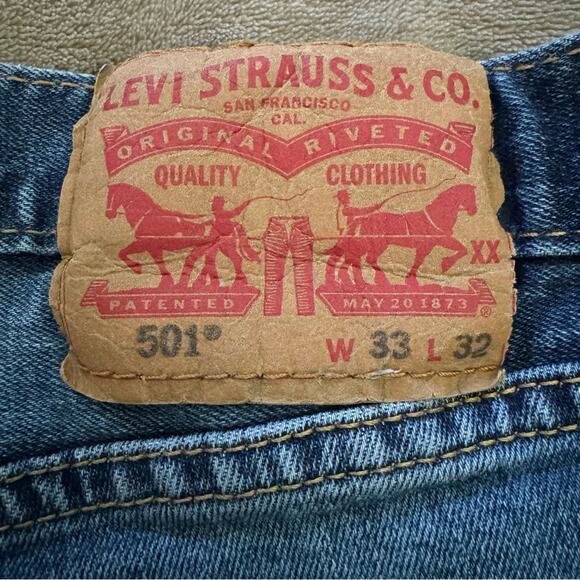 LEVI STRAUSS & CO.
SAN FRANCISCO
CAL.
ORIGINAL RIVETED
QUALITY CLOTHING
XX
PATENTED MAY 20 1873 ®
501® W 33 L 32